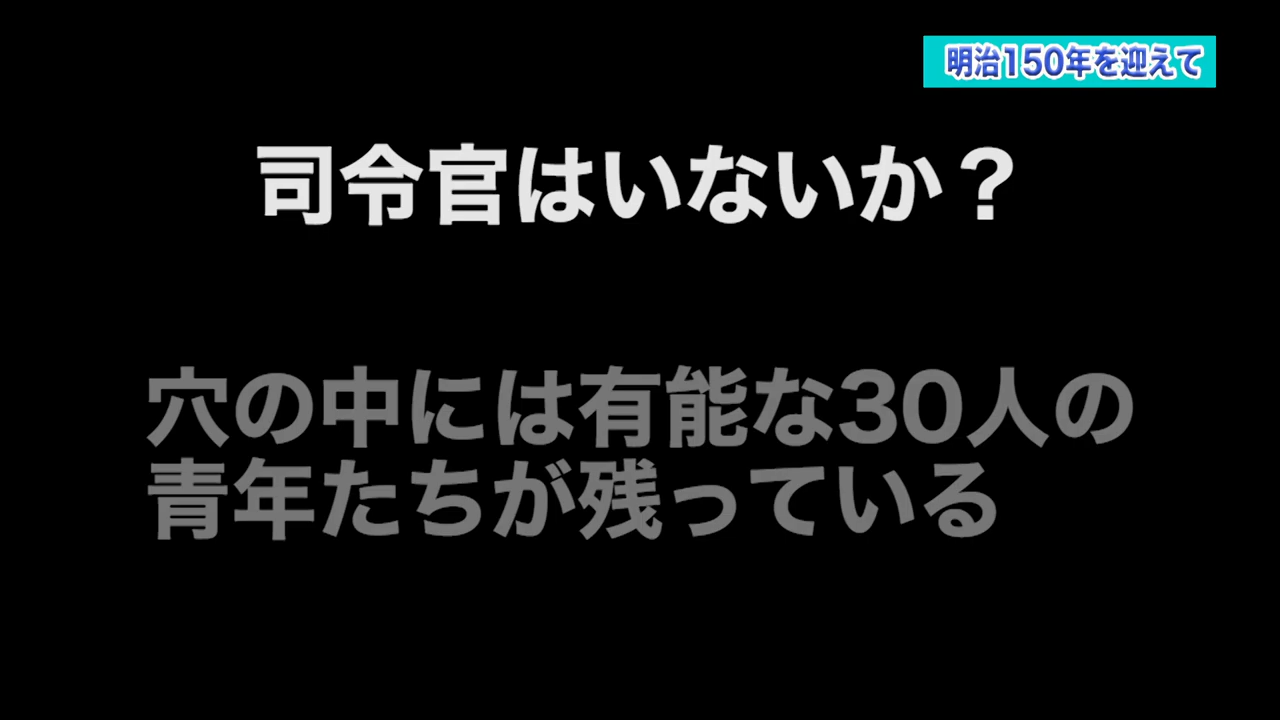 明治150年を迎えて
司令官はいないか？
穴の中には有能な30人の
青年たちが残っている